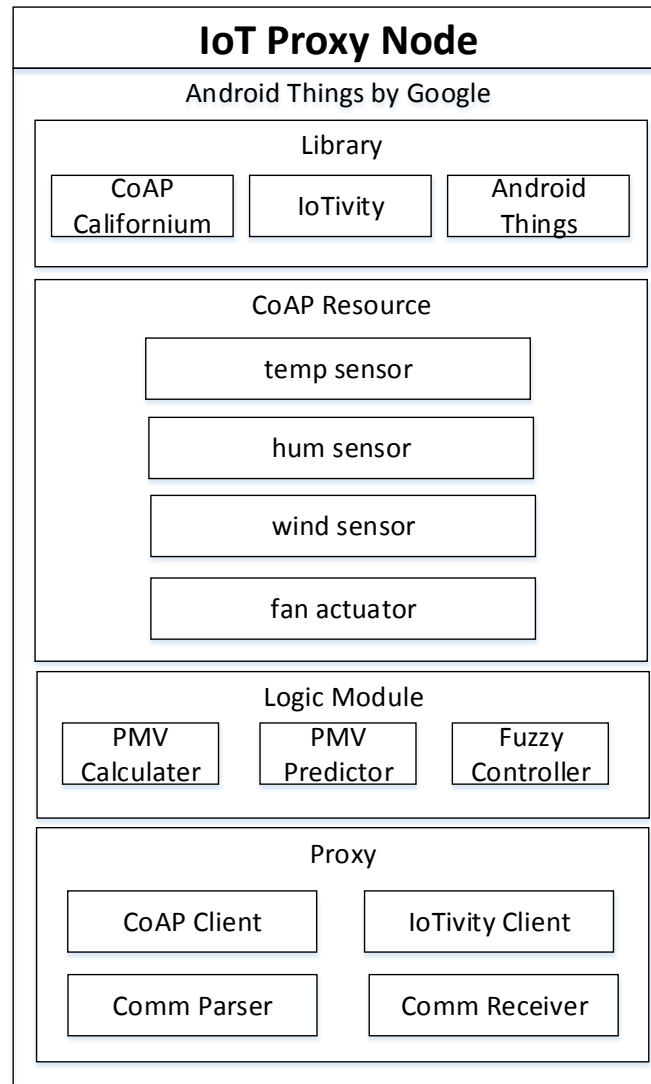 IoT Proxy Node
Android Things by Google
Library
CoAP
Californium
IoTivity
Android
Things
CoAP Resource
temp sensor
hum sensor
wind sensor
fan actuator
Logic Module
PMV
Calculater
PMV
Predictor
Fuzzy
Controller
Proxy
CoAP Client
IoTivity Client
Comm Parser
Comm Receiver